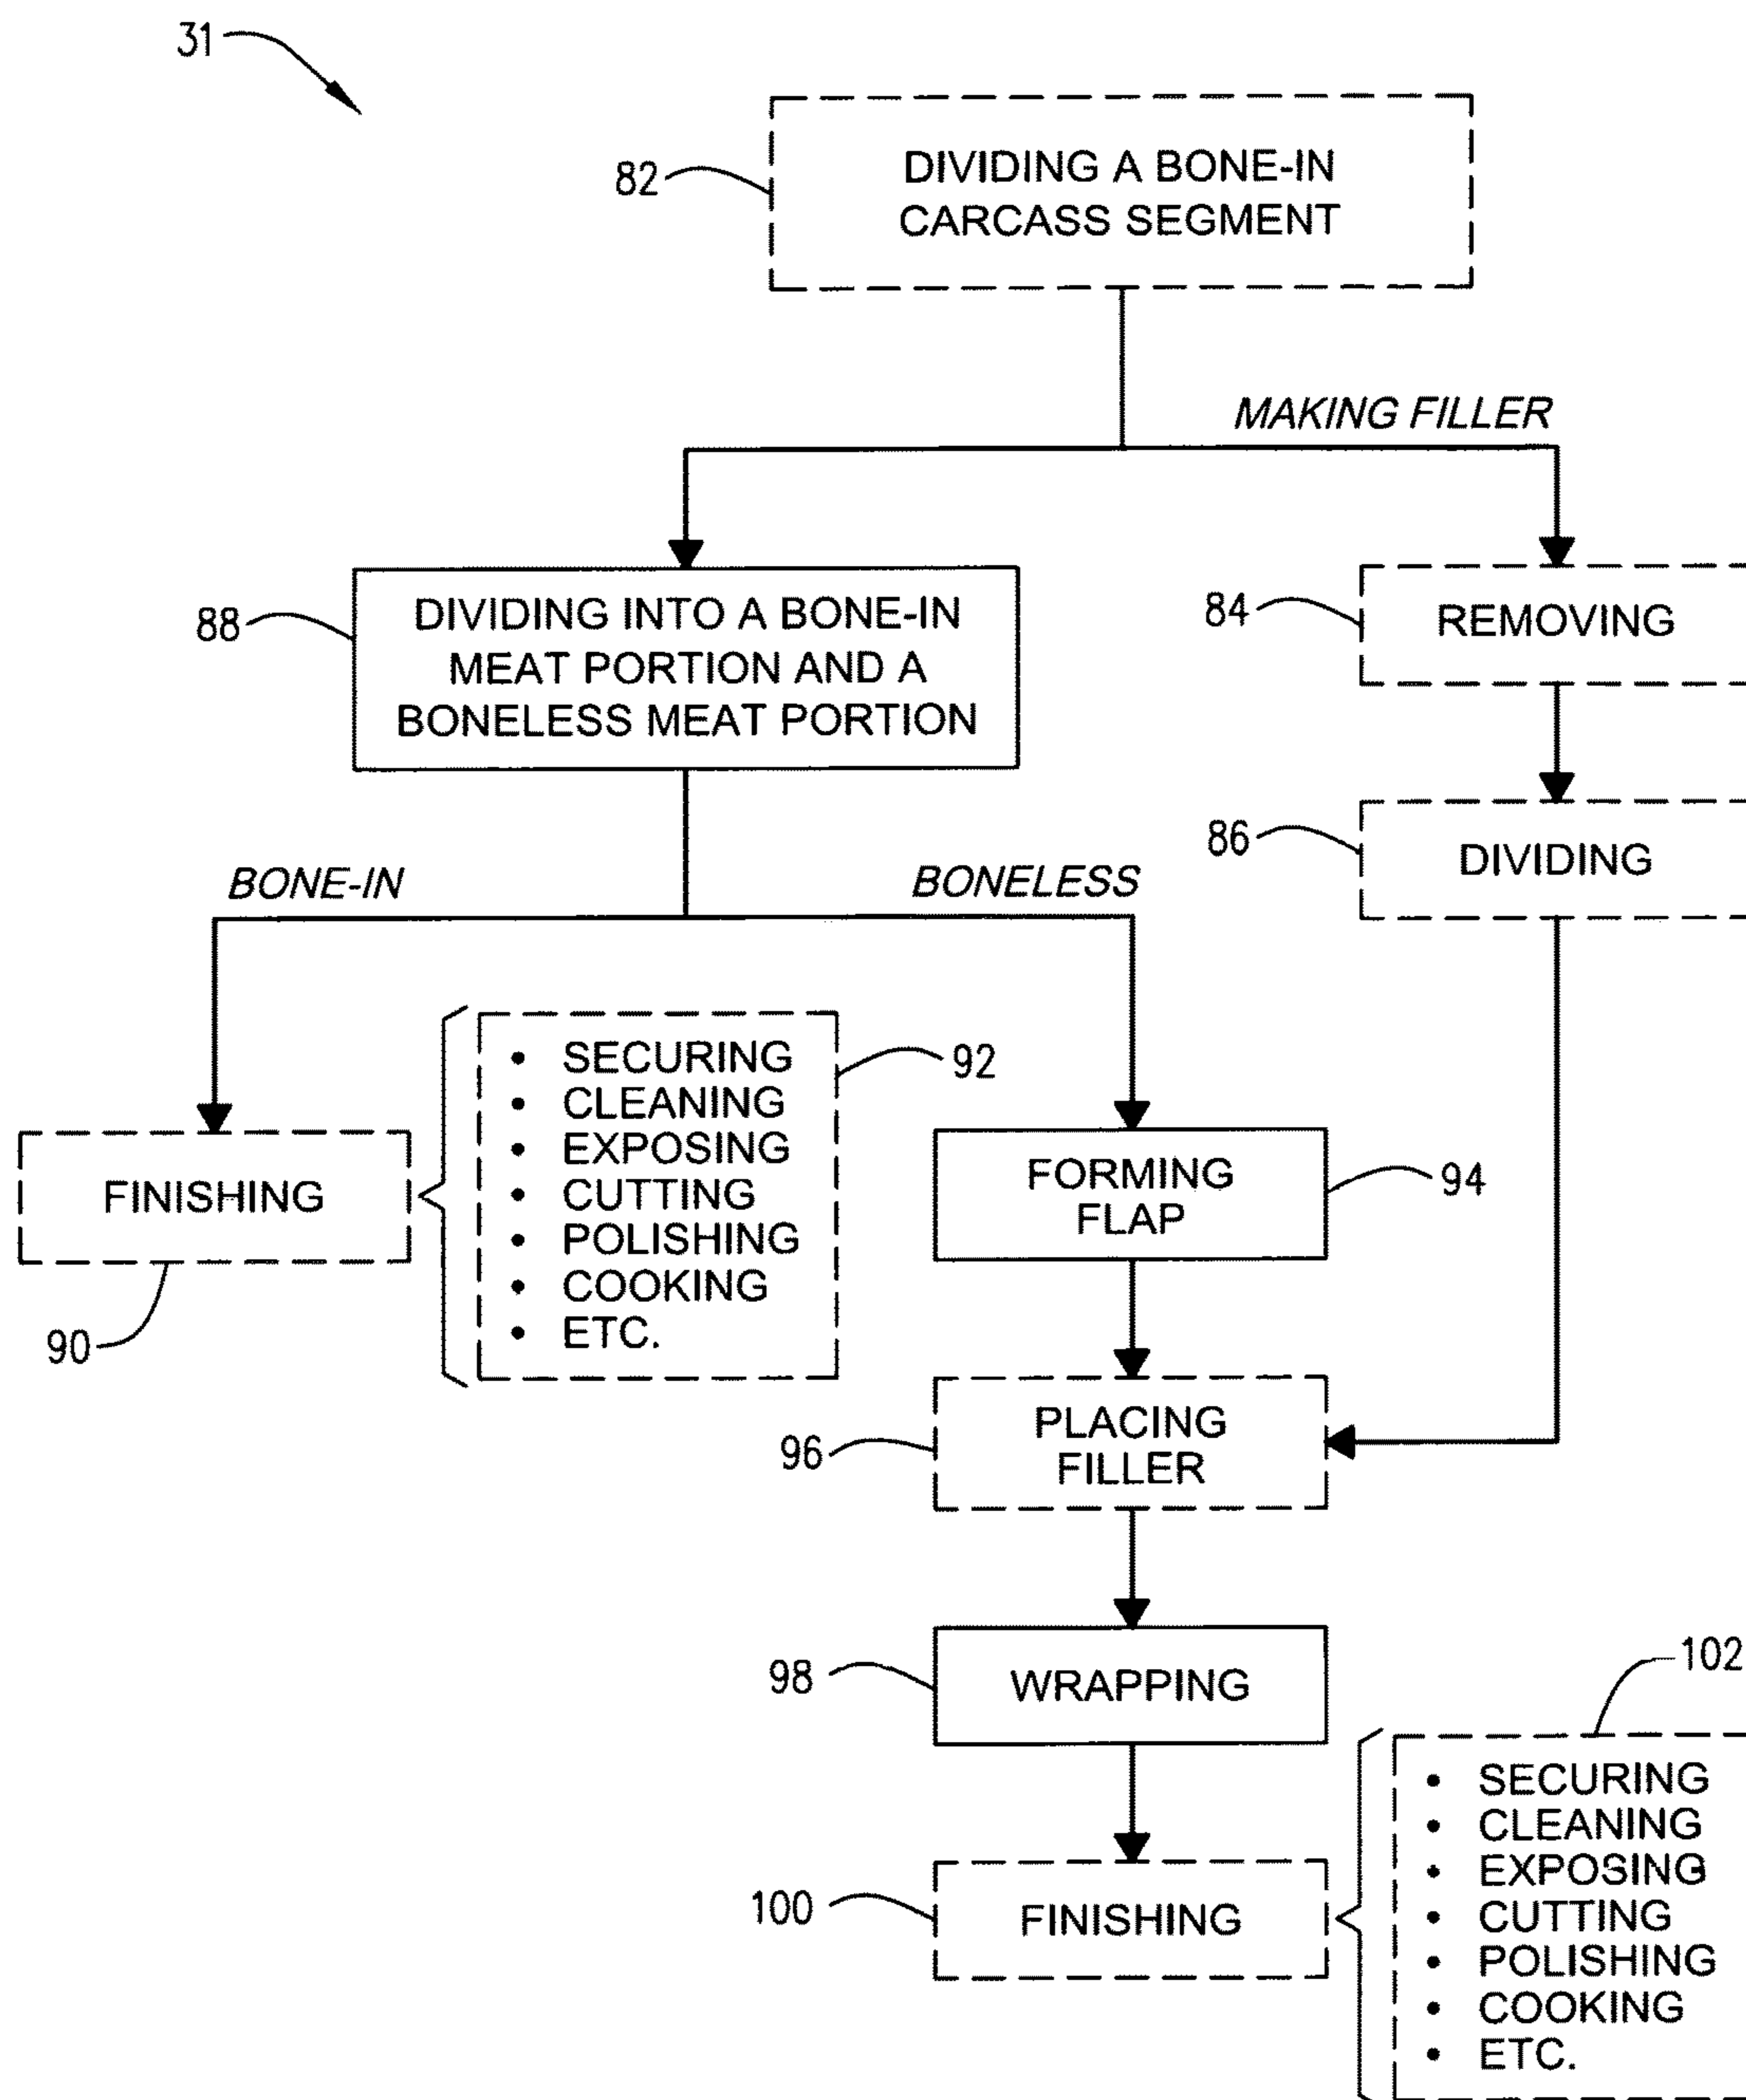 31
82
DIVIDING A BONE-IN
CARCASS SEGMENT
MAKING FILLER
88
DIVIDING INTO A BONE-IN
MEAT PORTION AND A
BONELESS MEAT PORTION
84
REMOVING
86
DIVIDING
BONE-IN
BONELESS
FINISHING
90
• SECURING
• CLEANING
• EXPOSING
• CUTTING
• POLISHING
• COOKING
• ETC.
92
FORMING
FLAP
94
96
PLACING
FILLER
98
WRAPPING
100
FINISHING
102
• SECURING
• CLEANING
• EXPOSING
• CUTTING
• POLISHING
• COOKING
• ETC.